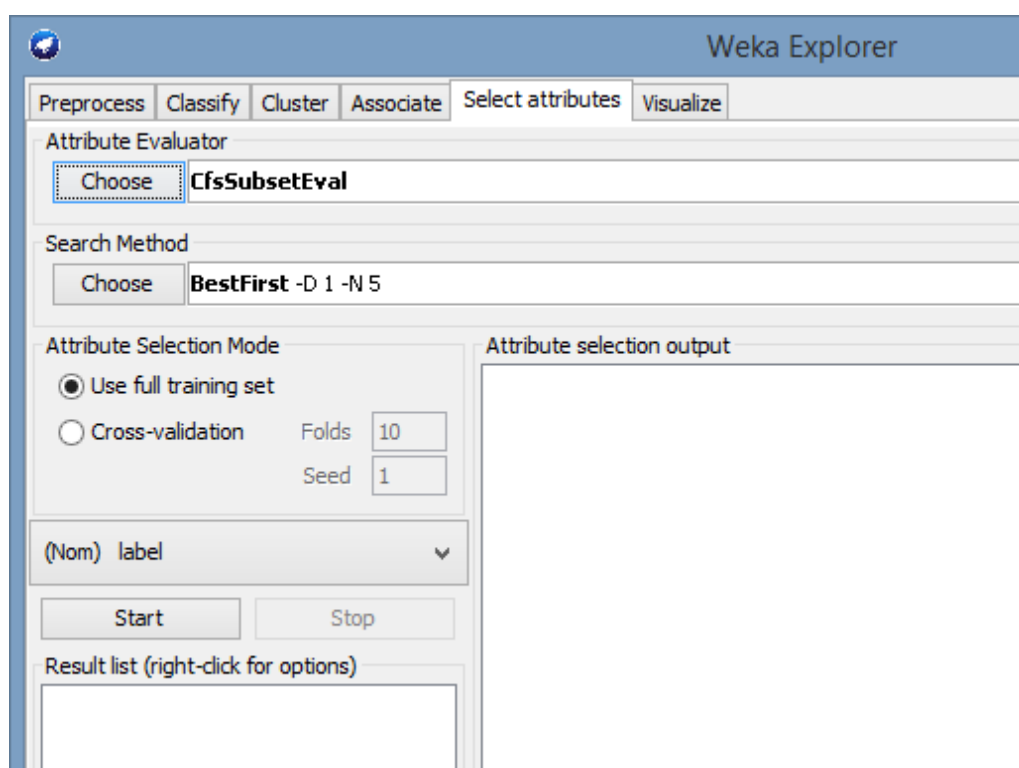 Weka Explorer
Preprocess Classify Cluster Associate Select attributes Visualize
Attribute Evaluator
Choose CfsSubsetEval
Search Method
Choose BestFirst -D 1 -N 5
Attribute Selection Mode
Use full training set
Cross-validation Folds 10
Seed 1
Attribute selection output
(Nom) label
Start Stop
Result list (right-click for options)